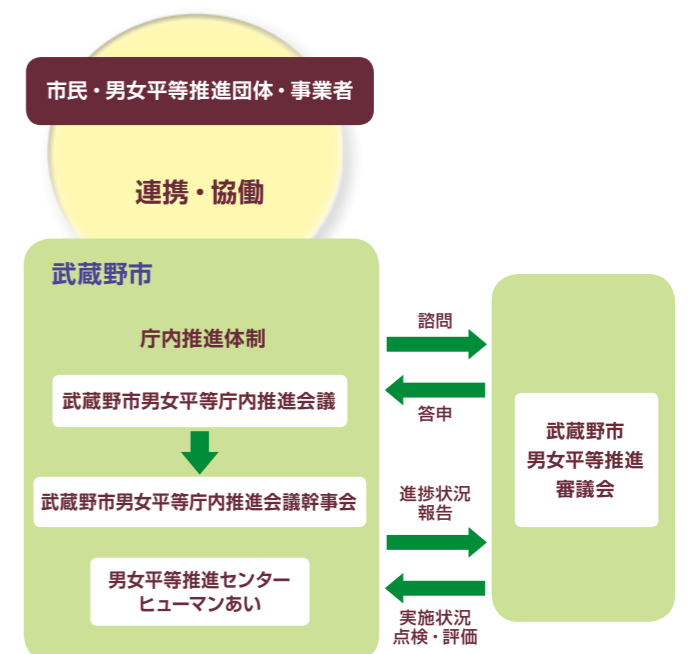 市民・男女平等推進団体・事業者
連携・協働
武蔵野市
庁内推進体制
武蔵野市男女平等庁内推進会議
武蔵野市男女平等庁内推進会議幹事会
男女平等推進センター
ヒューマンあい
諮問
答申
進捗状況
報告
実施状況
点検・評価
武蔵野市
男女平等推進
審議会